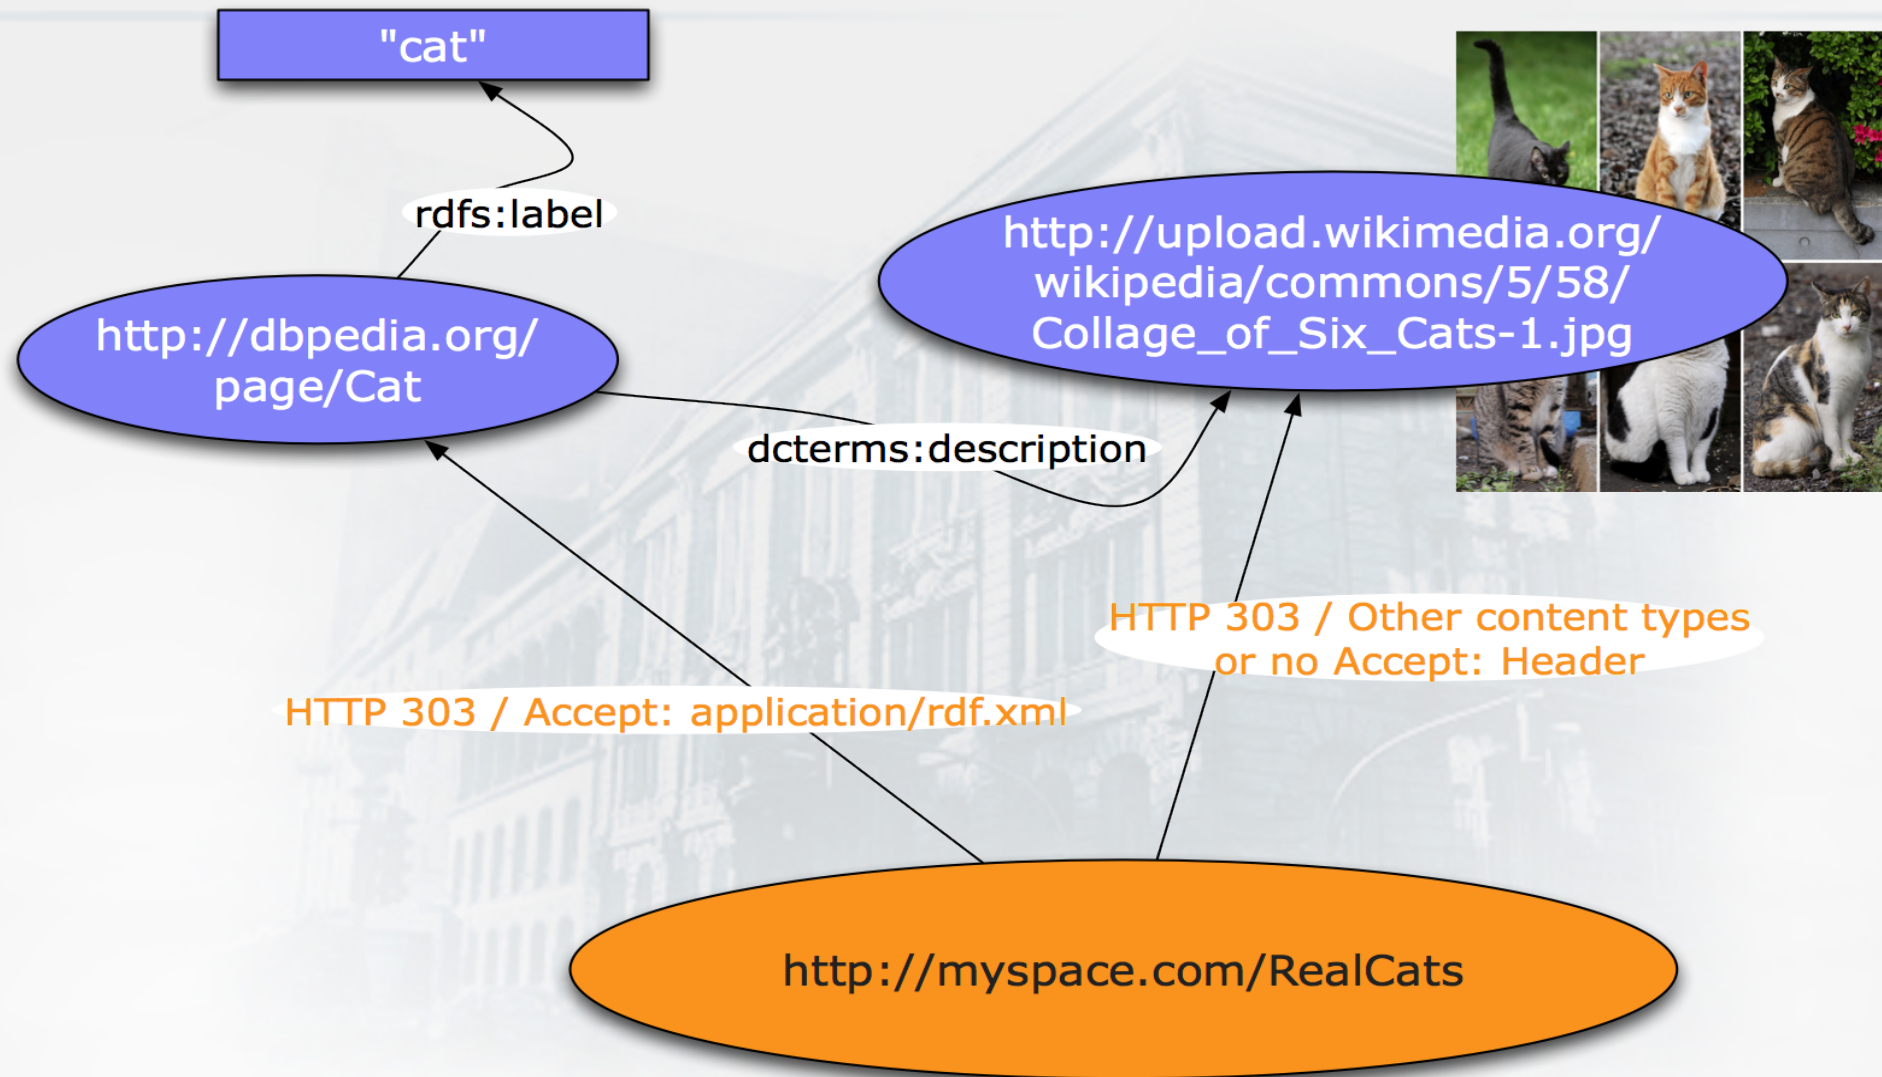 "cat"
rdfs:label
http://upload.wikimedia.org/
wikipedia/commons/5/58/
Collage_of_Six_Cats-1.jpg
http://dbpedia.org/
page/Cat
dcterms:description
HTTP 303 / Other content types
or no Accept: Header
HTTP 303 / Accept: application/rdf.xml
http://myspace.com/RealCats